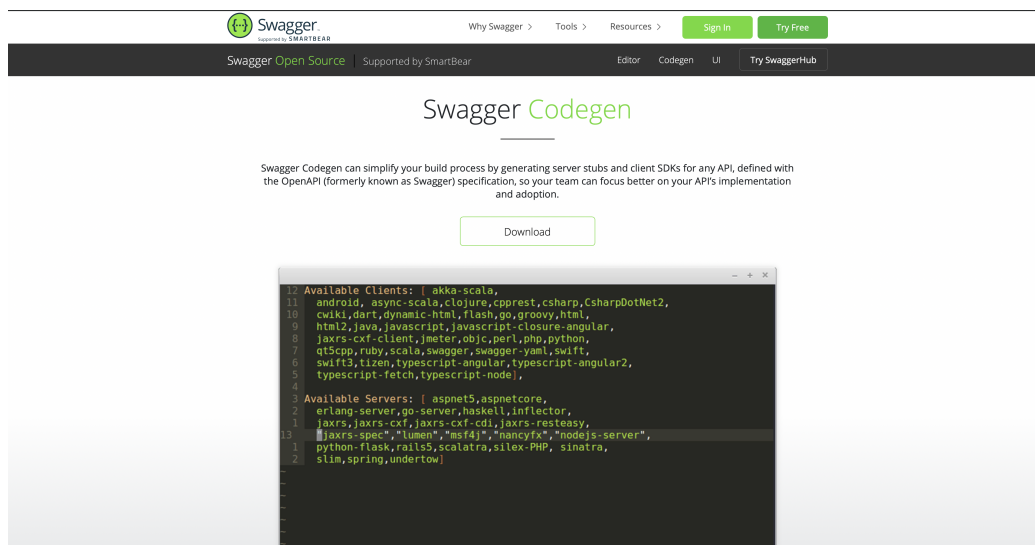 Swagger
Supported by SMARTBEAR
Why Swagger >
Tools >
Resources >
Sign In
Try Free
Swagger Open Source
Supported by SmartBear
Editor
Codegen
UI
Try SwaggerHub
Swagger Codegen
Swagger Codegen can simplify your build process by generating server stubs and client SDKs for any API, defined with
the OpenAPI (formerly known as Swagger) specification, so your team can focus better on your API's implementation
and adoption.
Download
12 Available Clients: [ akka-scala,
11 android, async-scala,clojure,cpprest,csharp,CsharpDotNet2,
10 cwiki,dart,dynamic-html,flash,go,groovy,html,
9 html2,java,javascript,javascript-closure-angular,
8 jaxrs-cxf-client,jmeter,objc,perl,php,python,
7 qt5cpp,ruby,scala,swagger,swagger-yaml,swift,
6 swift3,tizen,typescript-angular,typescript-angular2,
5 typescript-fetch,typescript-node],
4
3 Available Servers: [ aspnet5,aspnetcore,
2 erlang-server,go-server,haskell,inflector,
1 jaxrs,jaxrs-cxf,jaxrs-cxf-cdi,jaxrs-resteasy,
13 "jaxrs-spec","lumen","msf4j","nancyfx","nodejs-server",
1 python-flask,rails5,scalatra,silex-PHP, sinatra,
2 slim,spring,undertow]
~
~
~
~
~